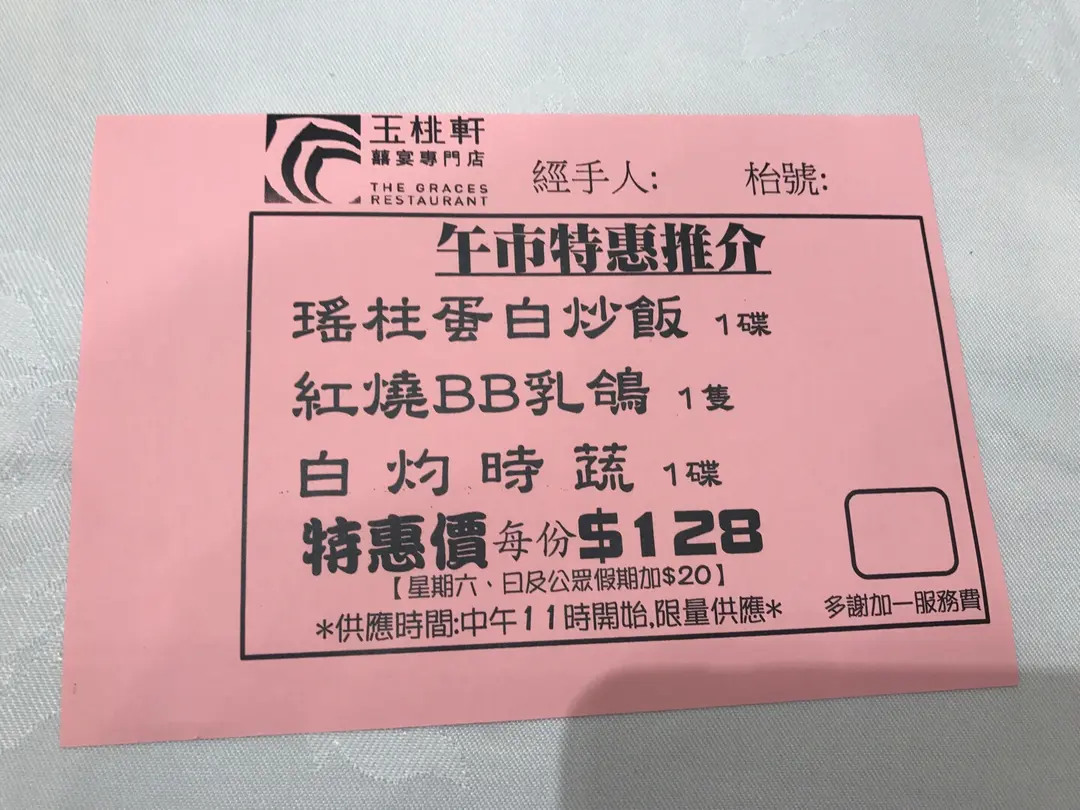 玉桃軒
囍宴專門店
THE GRACES
RESTAURANT
經手人:
枱號:
午市特惠推介
瑤柱蛋白炒飯 1碟
紅燒BB乳鴿 1隻
白灼時蔬 1碟
特惠價每份$128
【星期六、日及公眾假期加$20】
*供應時間:中午11時開始,限量供應*
多謝加一服務費